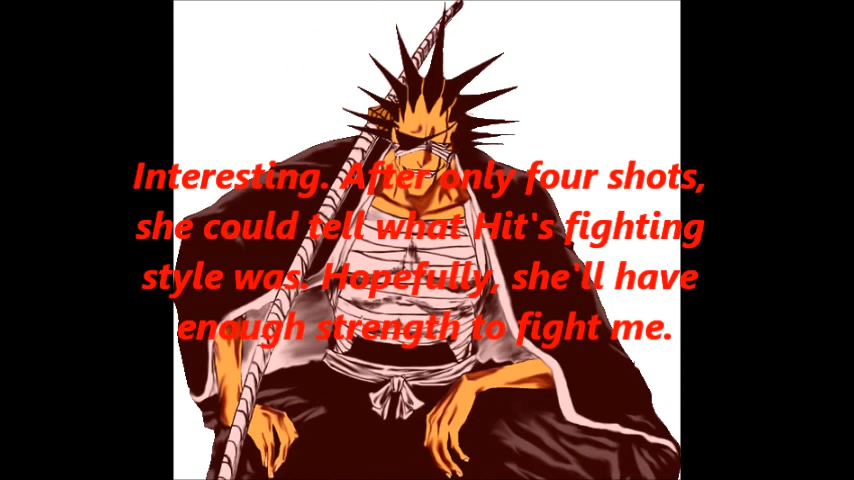 Interesting. After only four shots,
she could tell what Hit's fighting
style was. Hopefully, she'll have
enough strength to fight me.